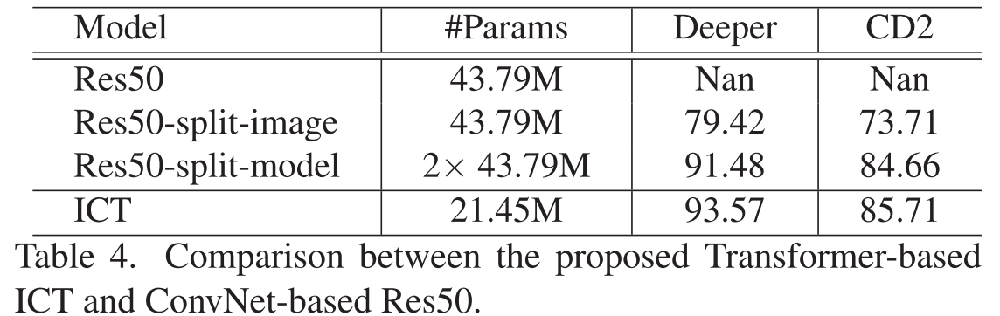 Model #Params Deeper CD2
Res50 43.79M Nan Nan
Res50-split-image 43.79M 79.42 73.71
Res50-split-model 2× 43.79M 91.48 84.66
ICT 21.45M 93.57 85.71
Table 4. Comparison between the proposed Transformer-based
ICT and ConvNet-based Res50.